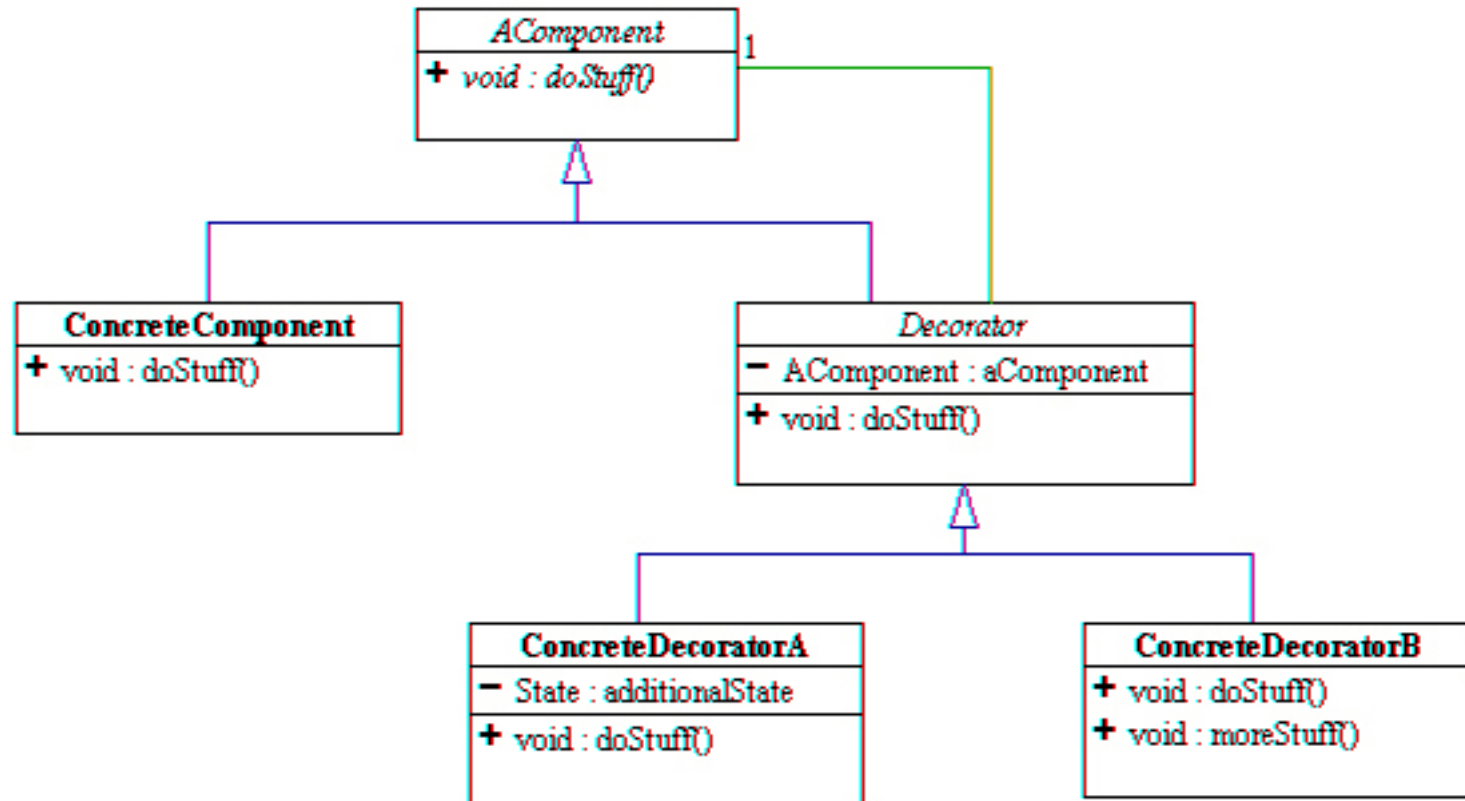 AComponent
+ void : doStuff()
1
ConcreteComponent
+ void : doStuff()
Decorator
- AComponent : aComponent
+ void : doStuff()
ConcreteDecoratorA
- State : additionalState
+ void : doStuff()
ConcreteDecoratorB
+ void : doStuff()
+ void : moreStuff()